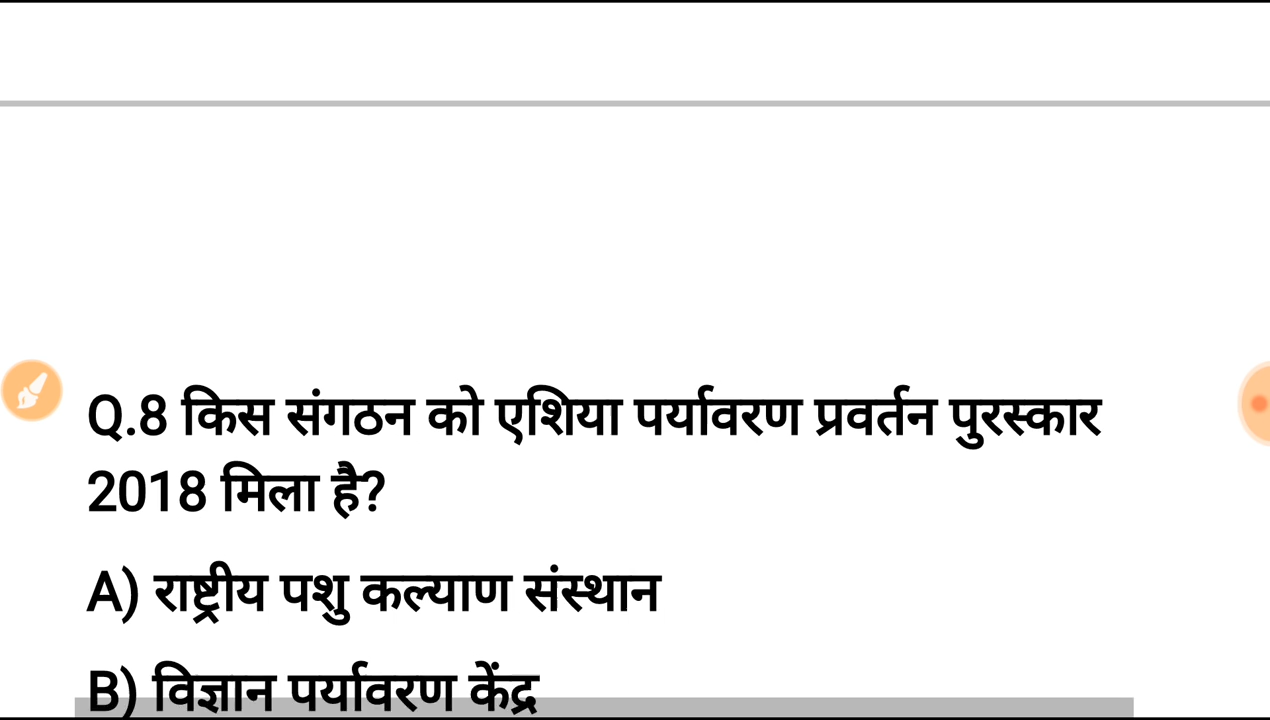 Q.8 किस संगठन को एशिया पर्यावरण प्रवर्तन पुरस्कार
2018 मिला है?
A) राष्ट्रीय पशु कल्याण संस्थान
B) विज्ञान पर्यावरण केंद्र